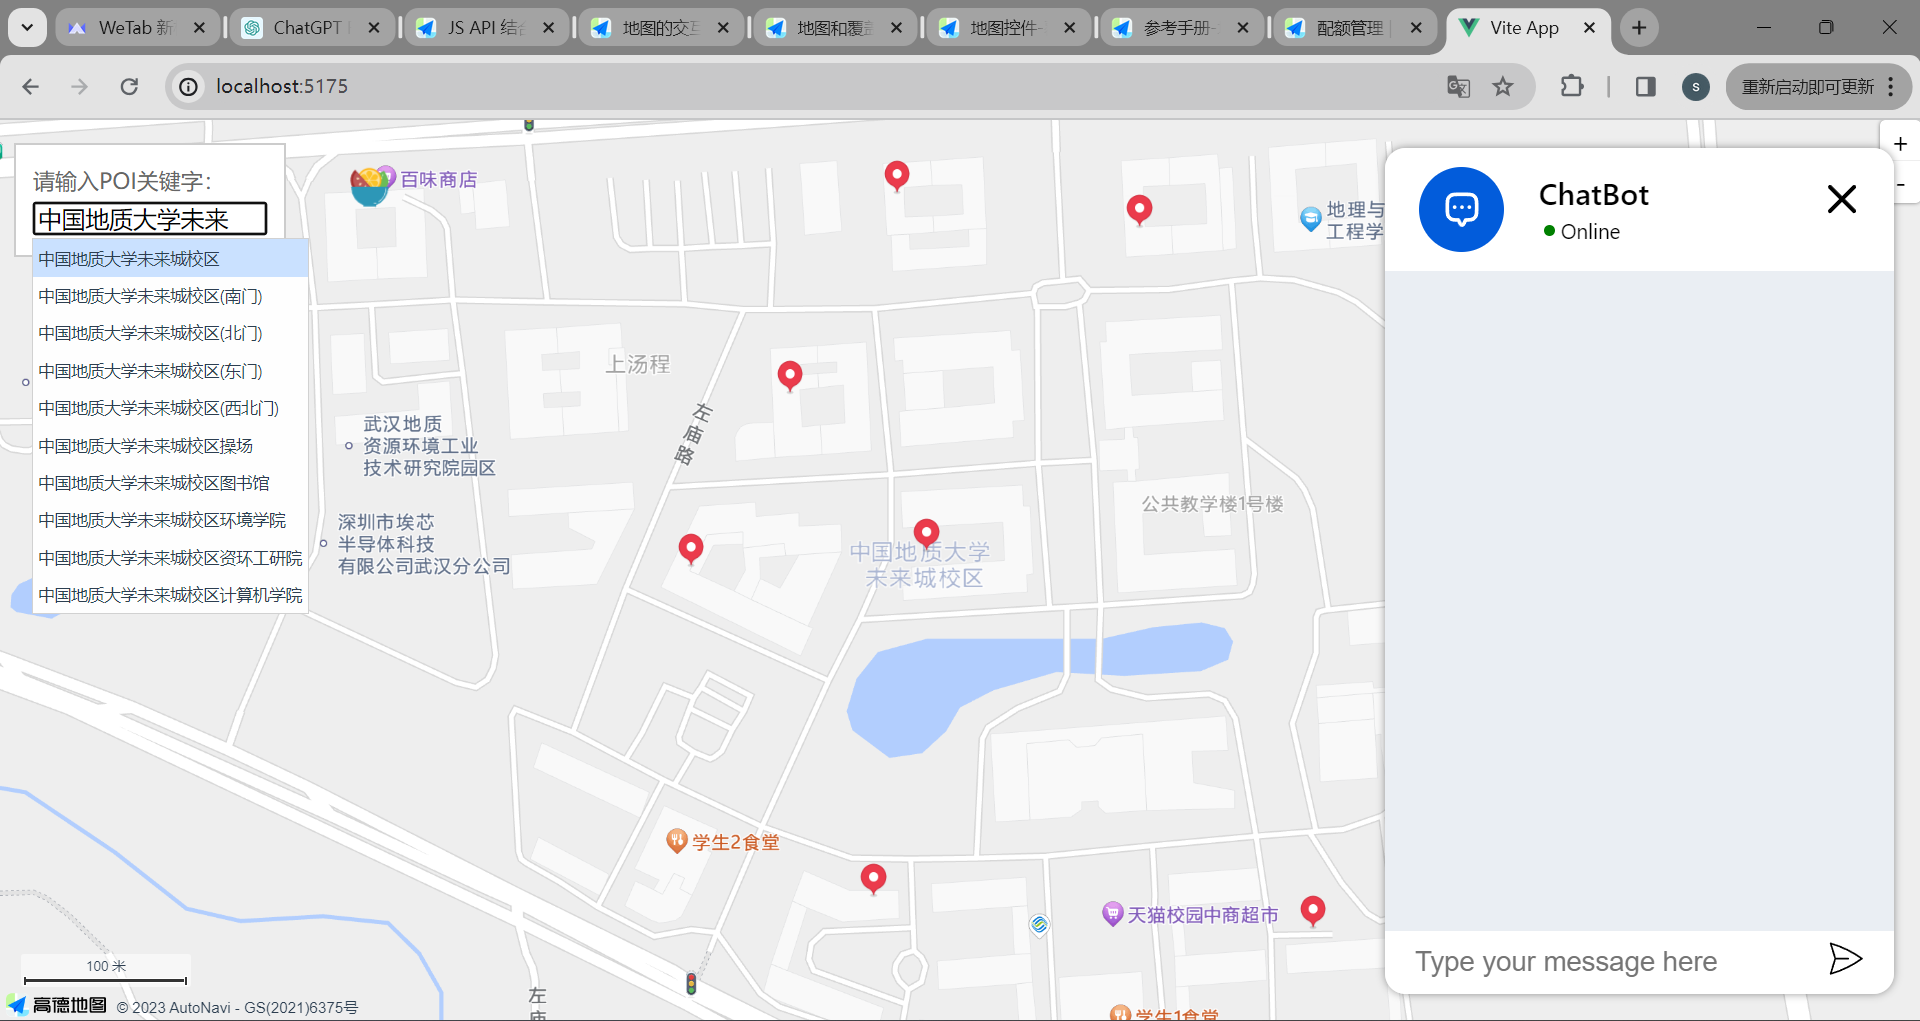 WeTab 新
ChatGPT
JS API 结合
地图的交互
地图和覆盖
地图控件-
参考手册-
配额管理
Vite App
localhost:5175
S
重新启动即可更新
请输入POI关键字：
中国地质大学未来
中国地质大学未来城校区
中国地质大学未来城校区(南门)
中国地质大学未来城校区(北门)
中国地质大学未来城校区(东门)
中国地质大学未来城校区(西北门)
中国地质大学未来城校区操场
中国地质大学未来城校区图书馆
中国地质大学未来城校区环境学院
中国地质大学未来城校区资环工研院
中国地质大学未来城校区计算机学院
百味商店
地理与
工程学
上汤程
左庙路
武汉地质
资源环境工业
技术研究院园区
深圳市埃芯
半导体科技
有限公司武汉分公司
公共教学楼1号楼
中国地质大学
未来城校区
学生2食堂
天猫校园中商超市
学生1食堂
左
庙
100 米
高德地图
© 2023 AutoNavi - GS(2021)6375号
+
-
ChatBot
Online
Type your message here